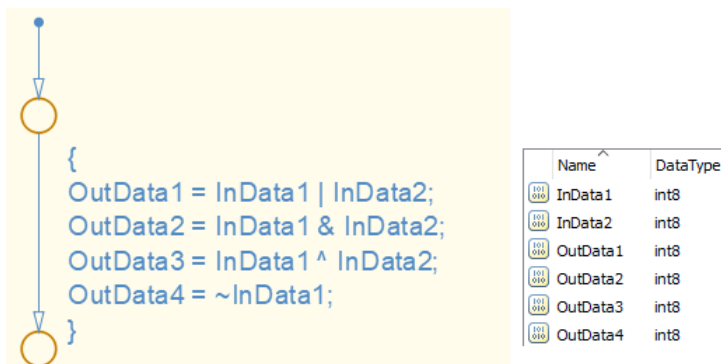 {
OutData1 = InData1 | InData2;
OutData2 = InData1 & InData2;
OutData3 = InData1 ^ InData2;
OutData4 = ~InData1;
}
Name DataType
InData1 int8
InData2 int8
OutData1 int8
OutData2 int8
OutData3 int8
OutData4 int8